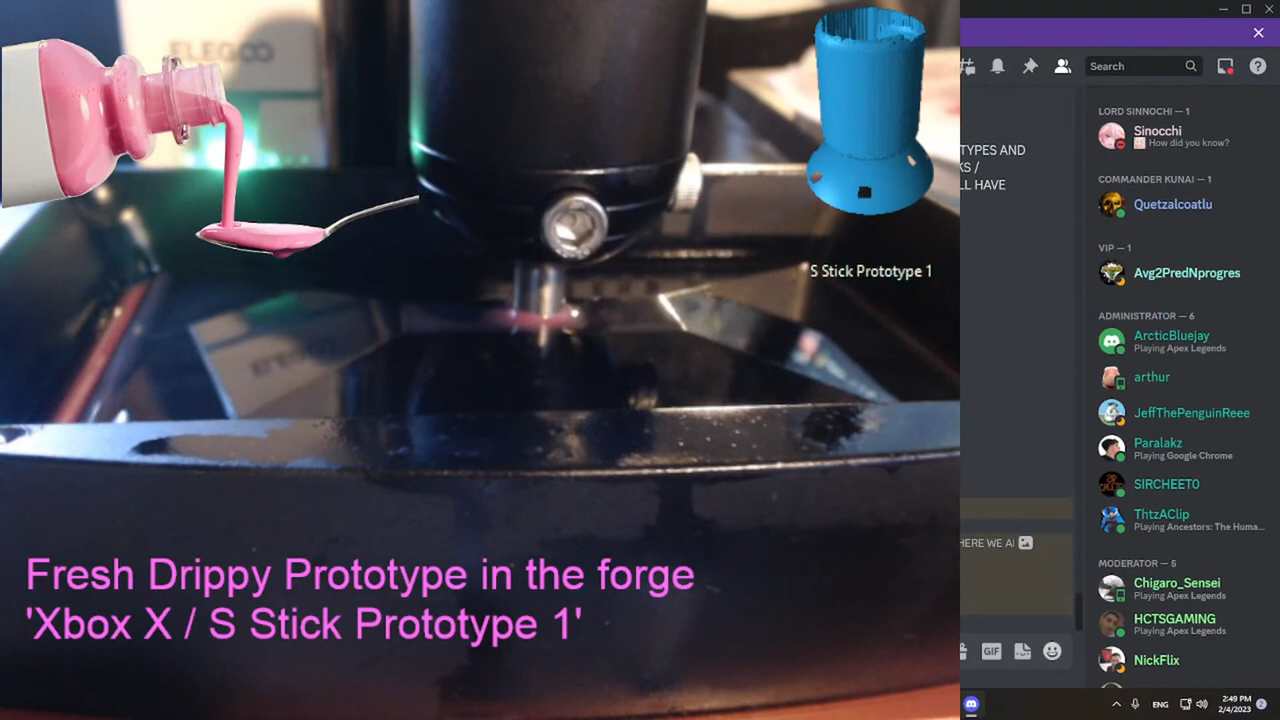 ELEGOO
S Stick Prototype 1
Fresh Drippy Prototype in the forge
'Xbox X / S Stick Prototype 1'
Search
TYPES AND
KS /
LL HAVE
HERE WE A
GIF
LORD SINNOCHI — 1
Sinocchi
How did you know?
COMMANDER KUNAI — 1
Quetzalcoatlu
VIP — 1
Avg2PredNprogres
ADMINISTRATOR — 6
ArcticBluejay
Playing Apex Legends
arthur
JeffThePenguinReee
Paralakz
Playing Google Chrome
SIRCHEET0
ThtzAClip
Playing Ancestors: The Huma...
MODERATOR — 5
Chigaro_Sensei
Playing Apex Legends
HCTSGAMING
Playing Apex Legends
NickFlix
ENG
2:49 PM
2/4/2023
2